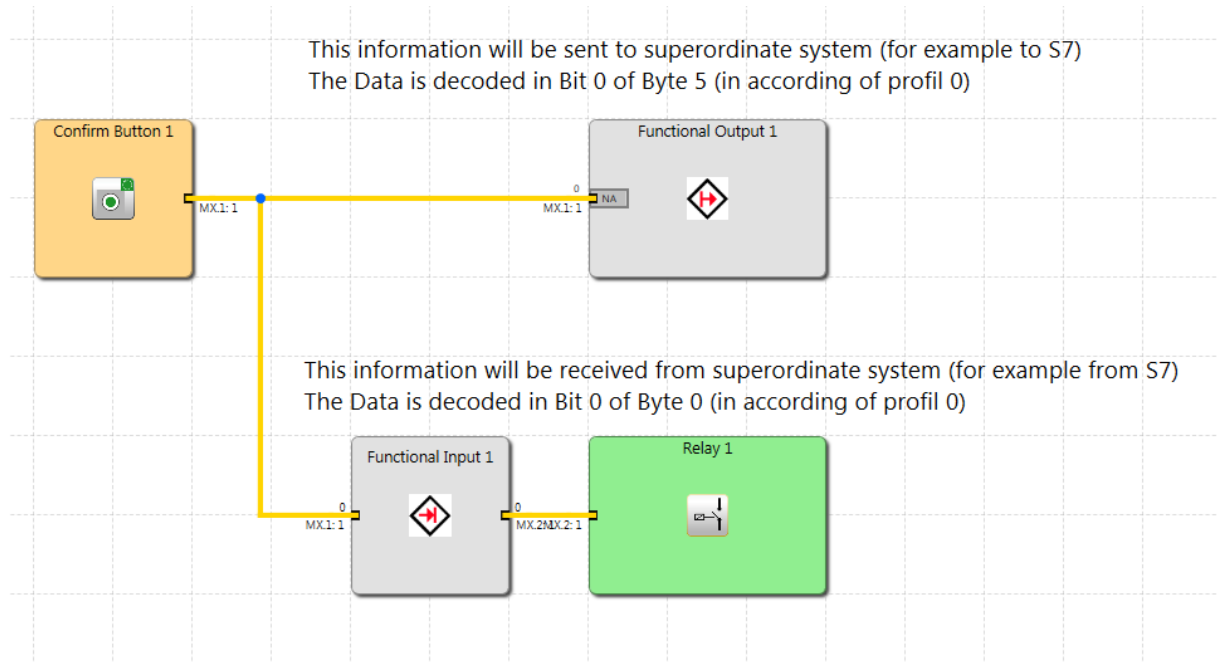 This information will be sent to superordinate system (for example to S7)
The Data is decoded in Bit 0 of Byte 5 (in according of profil 0)
Confirm Button 1
Functional Output 1
0
NA
MX.1: 1
MX.1: 1
This information will be received from superordinate system (for example from S7)
The Data is decoded in Bit 0 of Byte 0 (in according of profil 0)
Functional Input 1
Relay 1
0
0
MX.1: 1
MX.2: 1